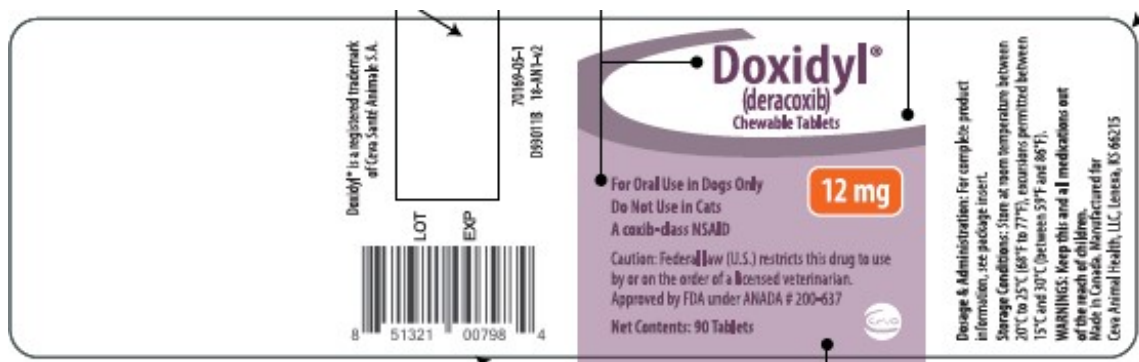 Doxidyl® is a registered trademark
of Ceva Santé Animale S.A.
LOT
EXP
70169-05-1
D93011B 18-AN1-v2
8 51321 00798 4
Doxidyl®
(deracoxib)
Chewable Tablets
12 mg
For Oral Use in Dogs Only
Do Not Use in Cats
A coxib-class NSAID
Caution: Federal law (U.S.) restricts this drug to use
by or on the order of a licensed veterinarian.
Approved by FDA under ANADA # 200-637
Net Contents: 90 Tablets
Ceva
Dosage & Administration: For complete product
information, see package insert.
Storage Conditions: Store at room temperature between
20°C to 25°C (68°F to 77°F), excursions permitted between
15°C and 30°C (between 59°F and 86°F).
WARNINGS: Keep this and all medications out
of the reach of children.
Made in Canada. Manufactured for
Ceva Animal Health, LLC, Lenexa, KS 66215